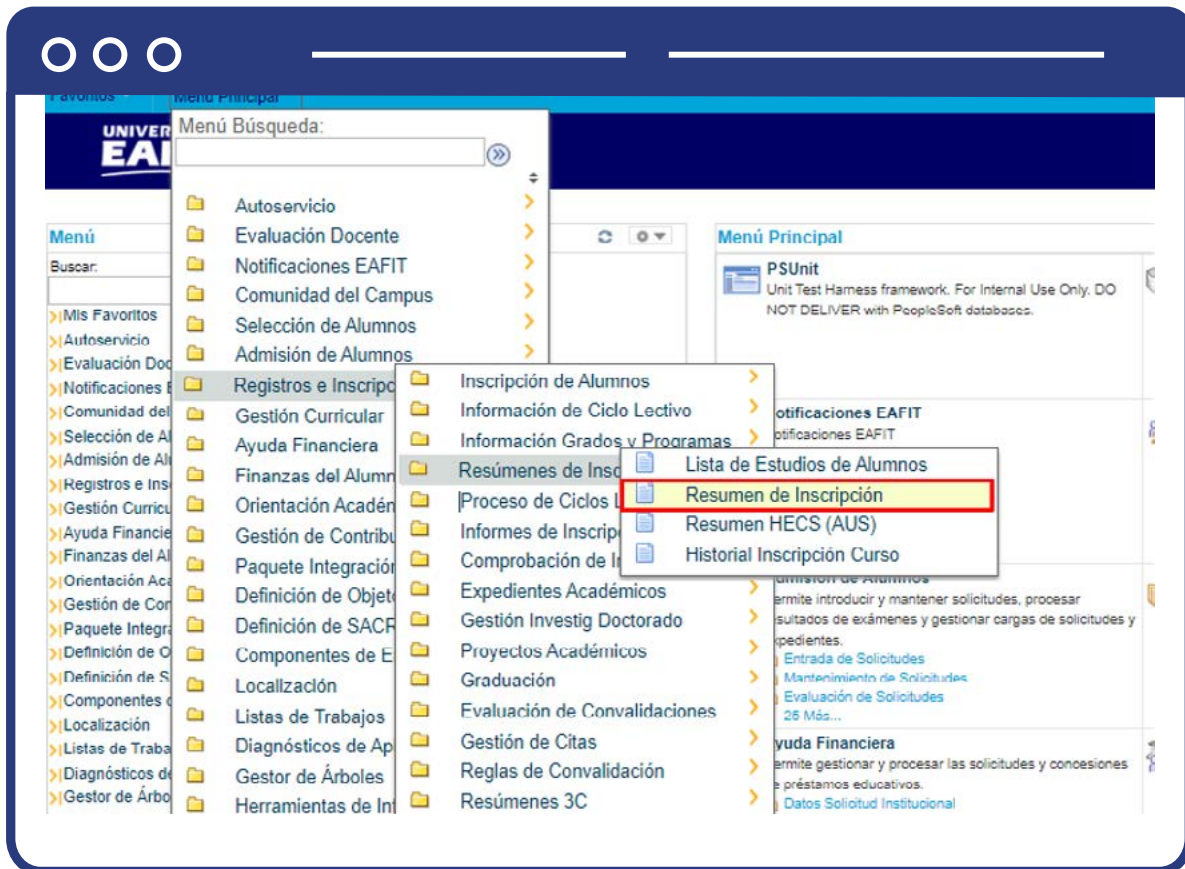 Favoritos
Menú Principal
UNIVER
EAI
Menú Búsqueda:
Autoservicio
Evaluación Docente
Notificaciones EAFIT
Comunidad del Campus
Selección de Alumnos
Admisión de Alumnos
Registros e Inscripc
Gestión Curricular
Ayuda Financiera
Finanzas del Alumn
Orientación Académ
Gestión de Contribu
Paquete Integración
Definición de Objeto
Definición de SACR
Componentes de E
Localización
Listas de Trabajos
Diagnósticos de Ap
Gestor de Árboles
Herramientas de Int
Inscripción de Alumnos
Información de Ciclo Lectivo
Información Grados y Programas
Resúmenes de Insc
Proceso de Ciclos L
Informes de Inscripc
Comprobación de I
Expedientes Académicos
Gestión Investig Doctorado
Proyectos Académicos
Graduación
Evaluación de Convalidaciones
Gestión de Citas
Reglas de Convalidación
Resúmenes 3C
Lista de Estudios de Alumnos
Resumen de Inscripción
Resumen HECS (AUS)
Historial Inscripción Curso
Menú
Buscar:
Mis Favoritos
Autoservicio
Evaluación Doc
Notificaciones E
Comunidad del
Selección de Al
Admisión de Alu
Registros e Ins
Gestión Curricu
Ayuda Financie
Finanzas del Al
Orientación Aca
Gestión de Con
Paquete Integra
Definición de O
Definición de S
Componentes d
Localización
Listas de Traba
Diagnósticos de
Gestor de Árbo
Menú Principal
PSUnit
Unit Test Harness framework. For Internal Use Only. DO
NOT DELIVER with PeopleSoft databases.
otificaciones EAFIT
otificaciones EAFIT
dmisión de Alumnos
ermite introducir y mantener solicitudes, procesar
esultados de exámenes y gestionar cargas de solicitudes y
xpedientes.
Entrada de Solicitudes
Mantenimiento de Solicitudes
Evaluación de Solicitudes
26 Más...
yuda Financiera
ermite gestionar y procesar las solicitudes y concesiones
e préstamos educativos.
Datos Solicitud Institucional